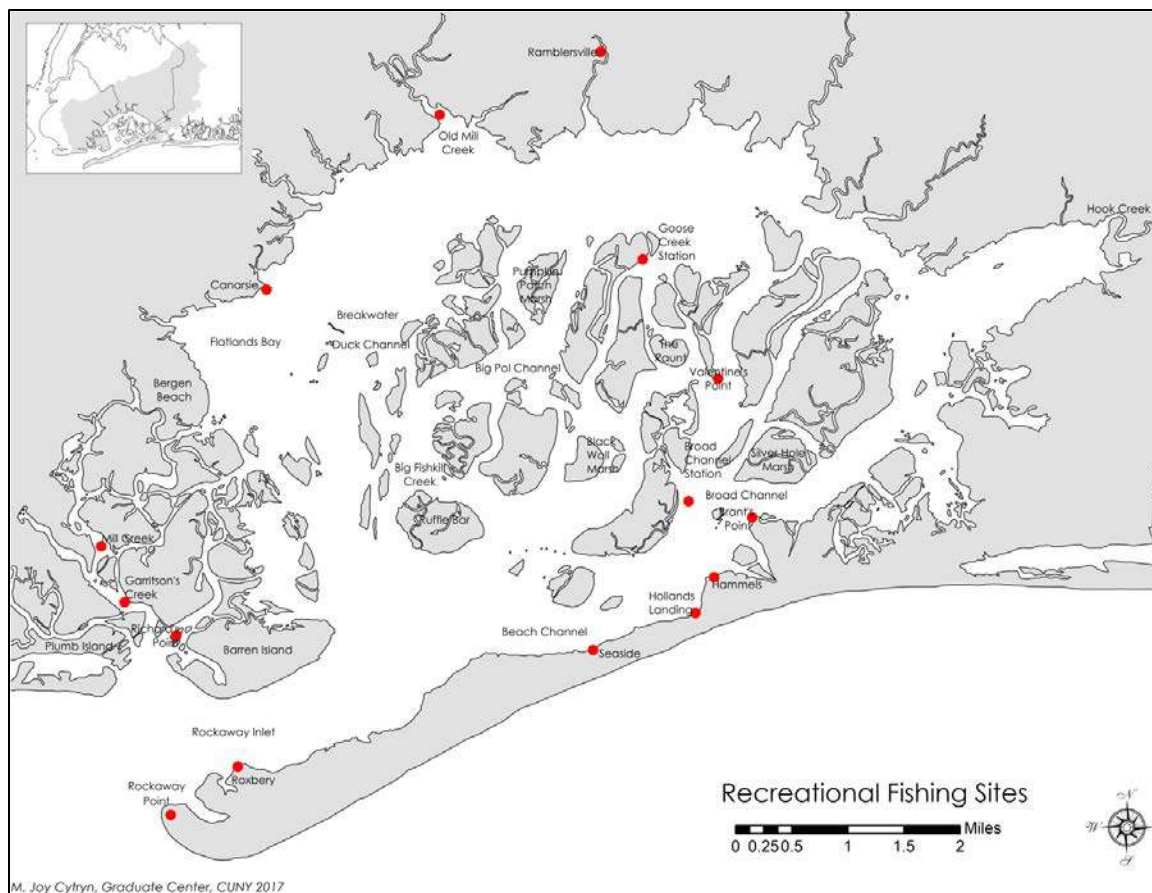 Ramblersville
Old Mill
Creek
Hook Creek
Goose
Creek
Station
Pumpkin
Patch
Marsh
Canarsie
Breakwater
Flatlands Bay
Duck Channel
The
Raunt
Big Pol Channel
Valentine's
Point
Bergen
Beach
Black
Wall
Marsh
Broad
Channel
Station
Silver Hole
Marsh
Big Fishkill
Creek
Broad Channel
Brant's
Point
Skuffle Bar
Mill Creek
Hammels
Garritson's
Creek
Hollands
Landing
Richard's
Point
Beach Channel
Plumb Island
Barren Island
Seaside
Rockaway Inlet
Roxbery
Rockaway
Point
Recreational Fishing Sites
Miles
0 0.25 0.5 1 1.5 2
N
W
S
M. Joy Cytryn, Graduate Center, CUNY 2017